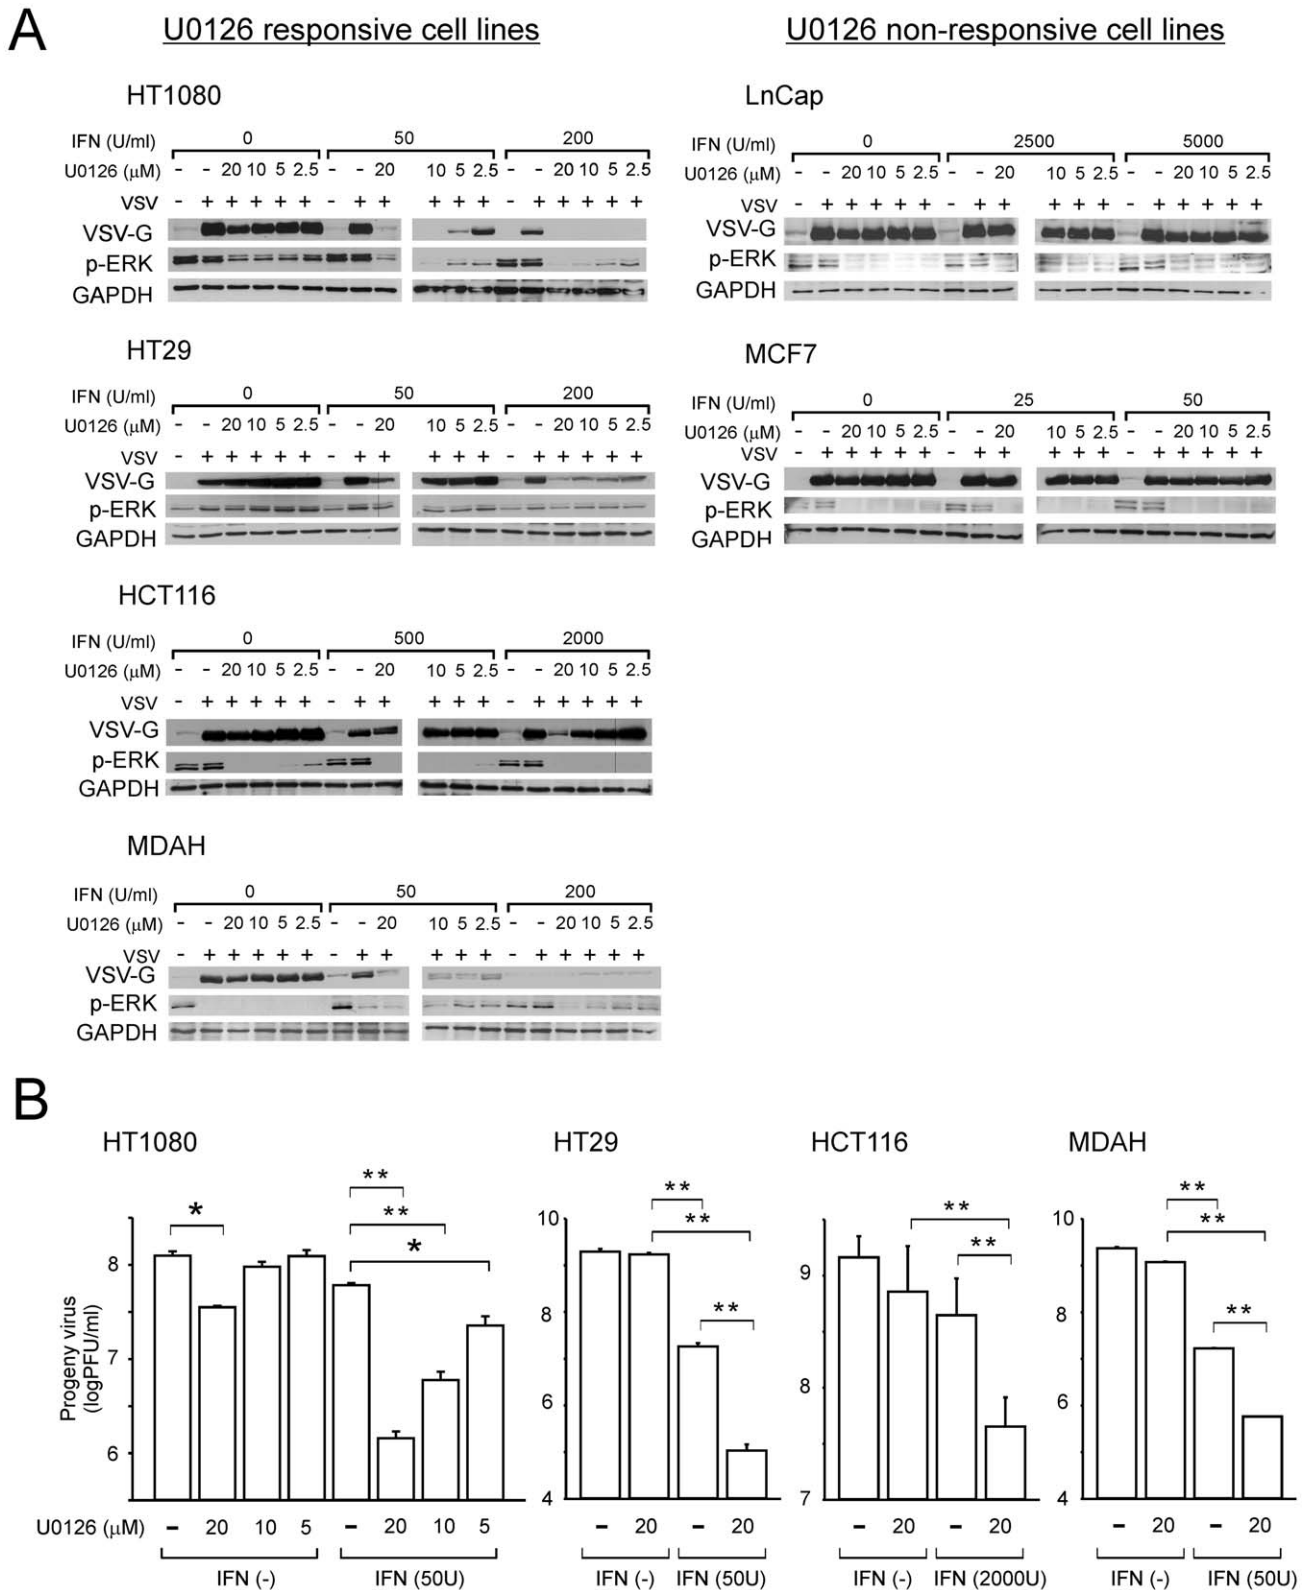 A
U0126 responsive cell lines
U0126 non-responsive cell lines
HT1080
IFN (U/ml) 0 50 200
U0126 (μM) - - 20 10 5 2.5 - - 20 10 5 2.5 - - 20 10 5 2.5
VSV - + + + + + - + + + + + - + + + + +
VSV-G
p-ERK
GAPDH
LnCap
IFN (U/ml) 0 2500 5000
U0126 (μM) - - 20 10 5 2.5 - - 20 10 5 2.5 - - 20 10 5 2.5
VSV - + + + + + - + + + + + - + + + + +
VSV-G
p-ERK
GAPDH
HT29
IFN (U/ml) 0 50 200
U0126 (μM) - - 20 10 5 2.5 - - 20 10 5 2.5 - - 20 10 5 2.5
VSV - + + + + + - + + + + + - + + + + +
VSV-G
p-ERK
GAPDH
MCF7
IFN (U/ml) 0 25 50
U0126 (μM) - - 20 10 5 2.5 - - 20 10 5 2.5 - - 20 10 5 2.5
VSV - + + + + + - + + + + + - + + + + +
VSV-G
p-ERK
GAPDH
HCT116
IFN (U/ml) 0 500 2000
U0126 (μM) - - 20 10 5 2.5 - - 20 10 5 2.5 - - 20 10 5 2.5
VSV - + + + + + - + + + + + - + + + + +
VSV-G
p-ERK
GAPDH
MDAH
IFN (U/ml) 0 50 200
U0126 (μM) - - 20 10 5 2.5 - - 20 10 5 2.5 - - 20 10 5 2.5
VSV - + + + + + - + + + + + - + + + + +
VSV-G
p-ERK
GAPDH
B
HT1080
Progeny virus
(logPFU/ml)
8
7
6
* ** ** *
U0126 (μM) - 20 10 5 - 20 10 5
IFN (-) IFN (50U)
HT29
10
8
6
4
** ** **
- 20 - 20
IFN (-) IFN (50U)
HCT116
9
8
7
** **
- 20 - 20
IFN (-) IFN (2000U)
MDAH
10
8
6
4
** ** **
- 20 - 20
IFN (-) IFN (50U)